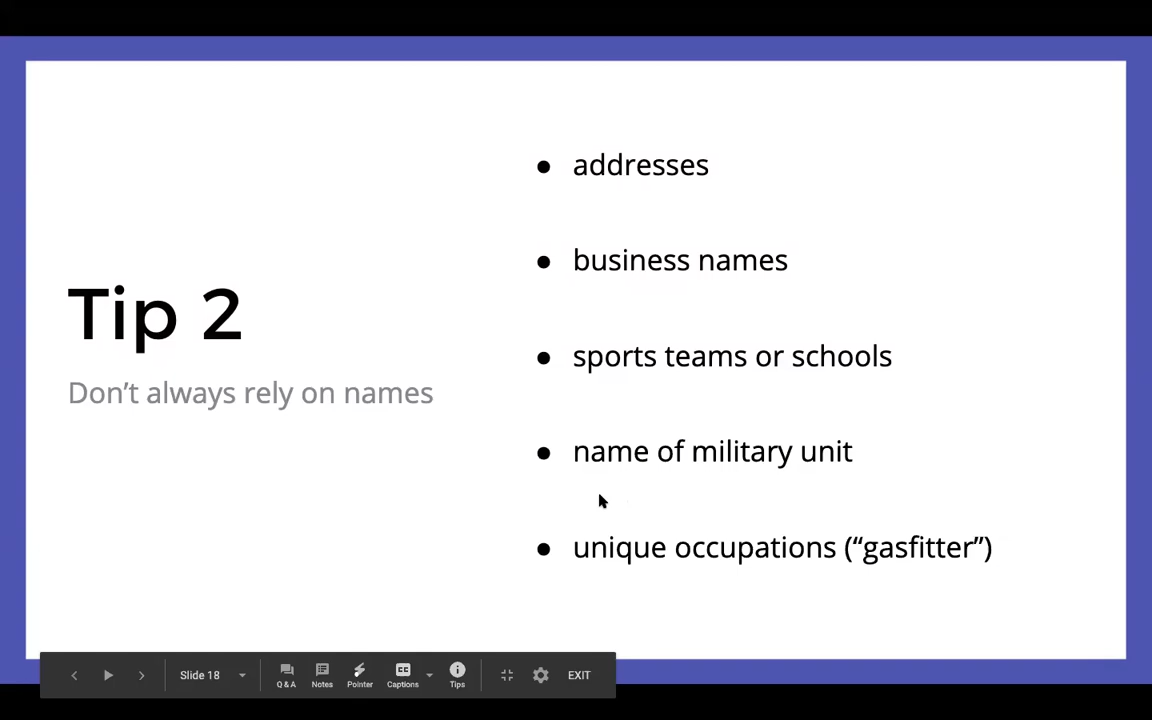 Tip 2
Don’t always rely on names
● addresses
● business names
● sports teams or schools
● name of military unit
● unique occupations (“gasfitter”)
Slide 18
Q & A
Notes
Pointer
CC
Captions
Tips
EXIT